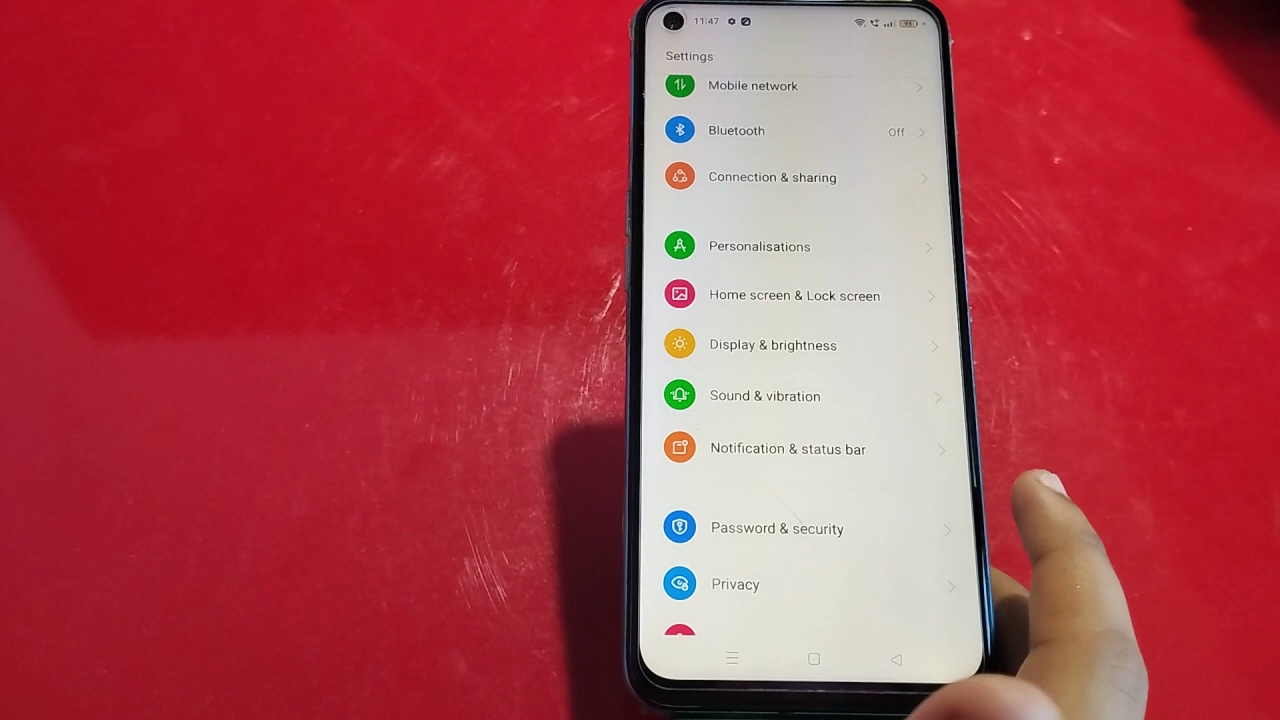 11:47
Settings
Mobile network
Bluetooth Off
Connection & sharing
Personalisations
Home screen & Lock screen
Display & brightness
Sound & vibration
Notification & status bar
Password & security
Privacy